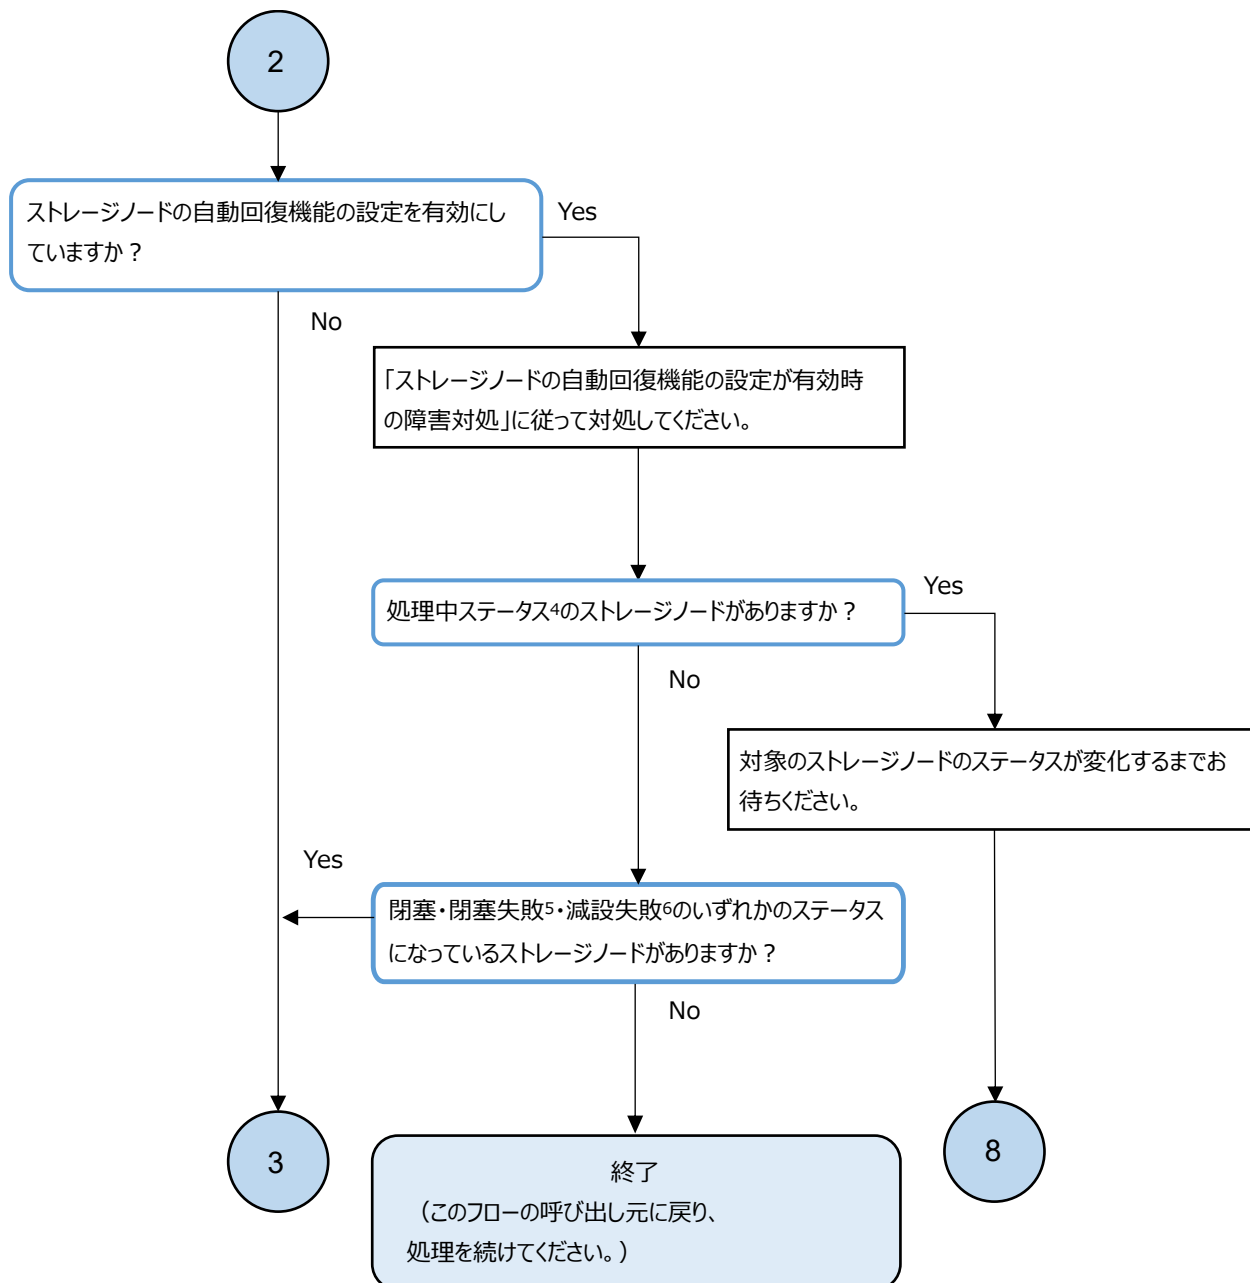 2
ストレージノードの自動回復機能の設定を有効にし
ていますか？
Yes
No
「ストレージノードの自動回復機能の設定が有効時
の障害対処」に従って対処してください。
処理中ステータス4のストレージノードがありますか？
Yes
No
対象のストレージノードのステータスが変化するまでお
待ちください。
Yes
閉塞・閉塞失敗5・減設失敗6のいずれかのステータス
になっているストレージノードがありますか？
No
3
終了
（このフローの呼び出し元に戻り、
処理を続けてください。）
8